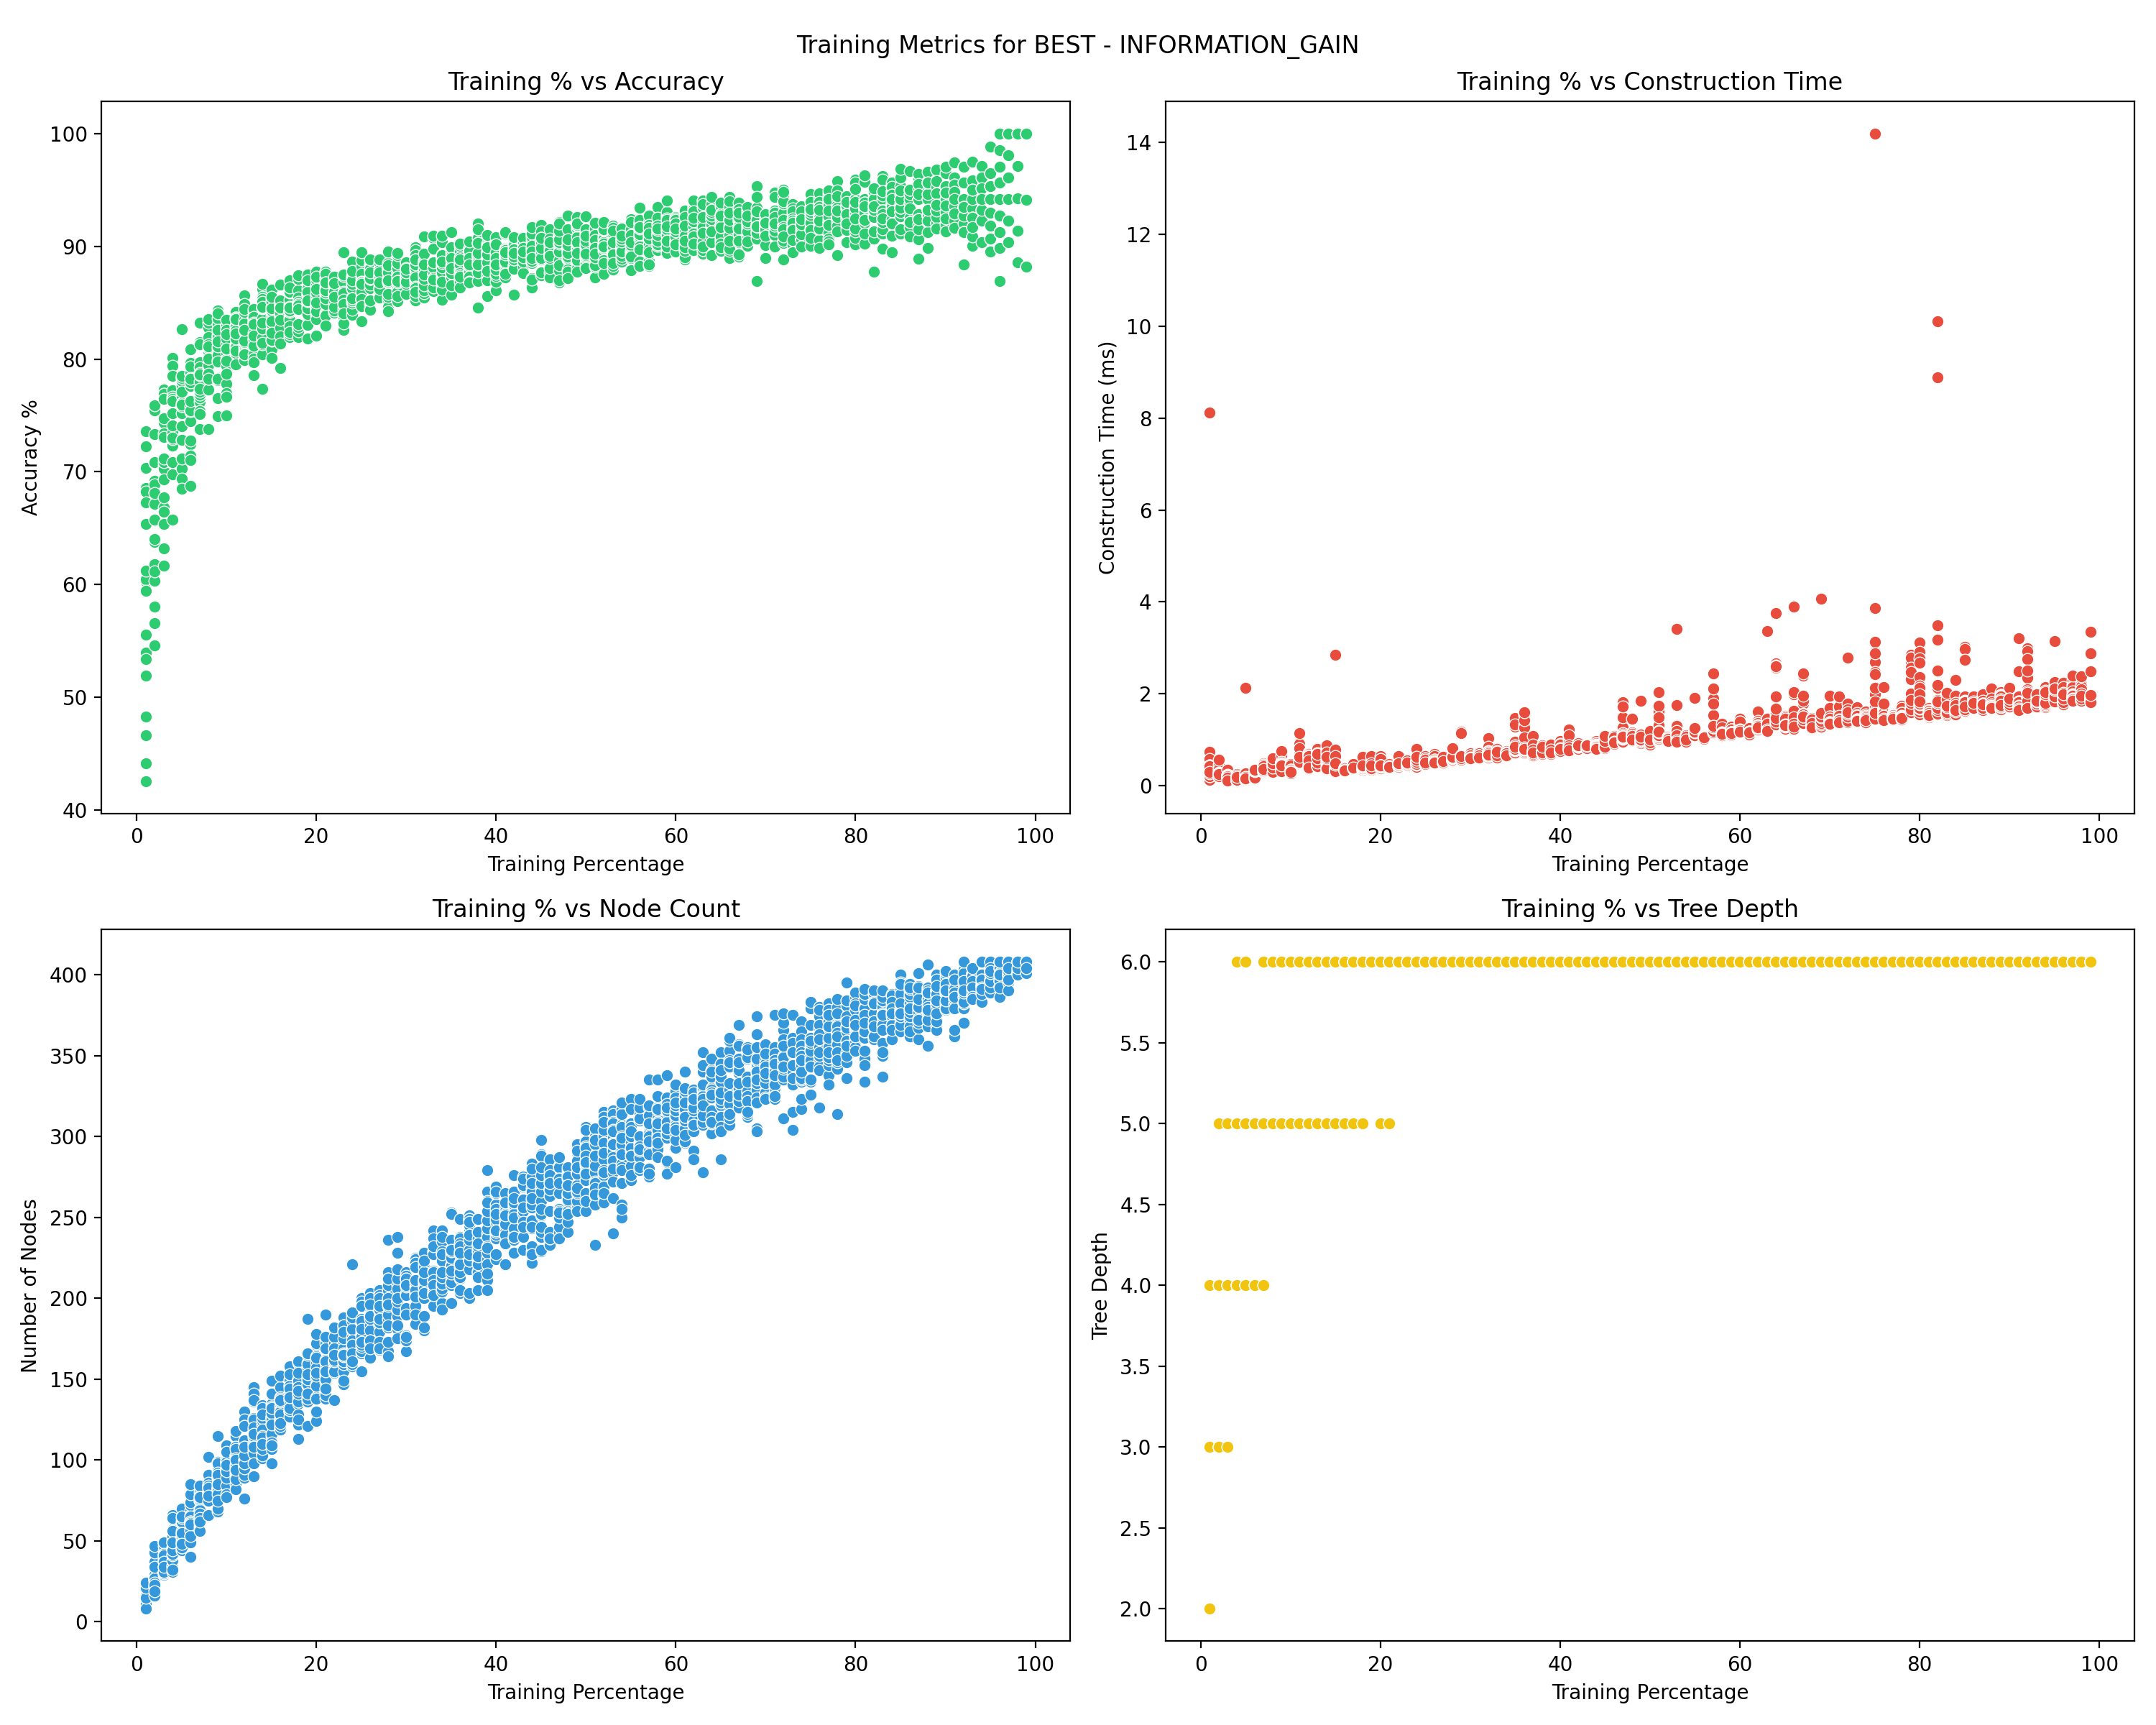 Training Metrics for BEST - INFORMATION_GAIN
Training % vs Accuracy
100
90
80
70
60
50
40
Accuracy %
0 20 40 60 80 100
Training Percentage
Training % vs Construction Time
14
12
10
8
6
4
2
0
Construction Time (ms)
0 20 40 60 80 100
Training Percentage
Training % vs Node Count
400
350
300
250
200
150
100
50
0
Number of Nodes
0 20 40 60 80 100
Training Percentage
Training % vs Tree Depth
6.0
5.5
5.0
4.5
4.0
3.5
3.0
2.5
2.0
Tree Depth
0 20 40 60 80 100
Training Percentage